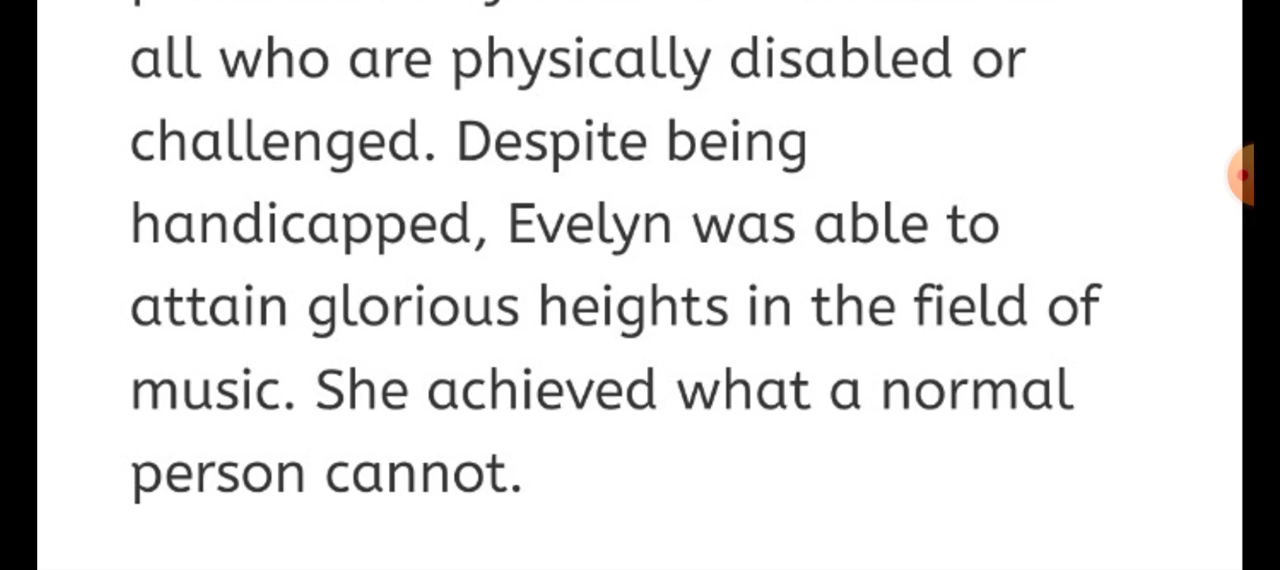 all who are physically disabled or
challenged. Despite being
handicapped, Evelyn was able to
attain glorious heights in the field of
music. She achieved what a normal
person cannot.